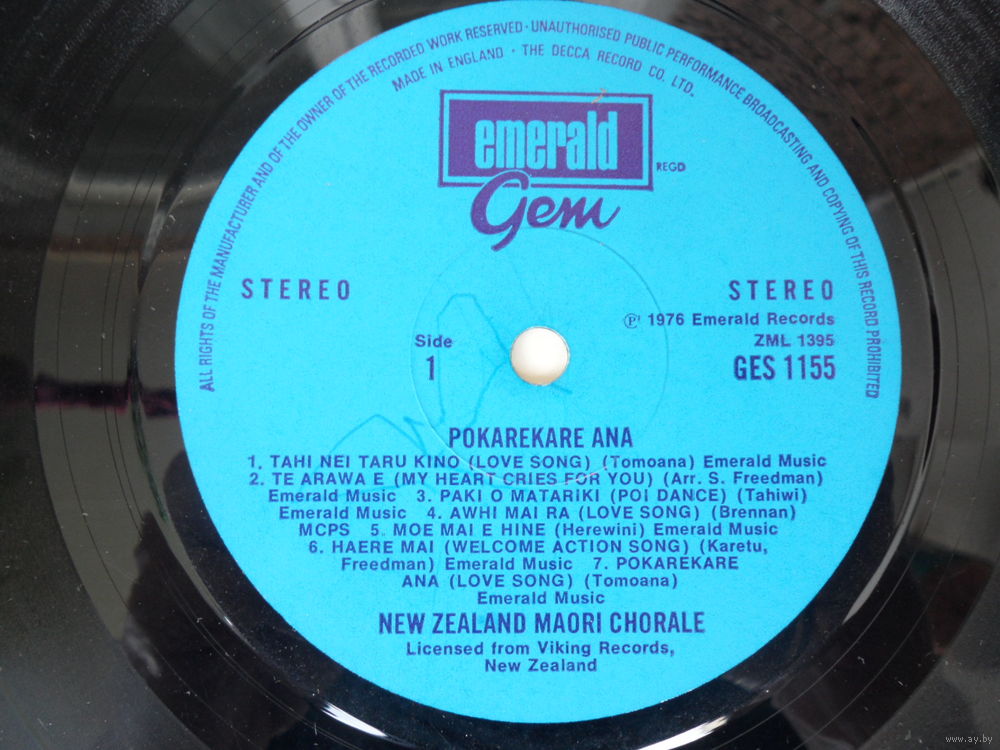 ALL RIGHTS OF THE MANUFACTURER AND OF THE OWNER OF THE RECORDED WORK RESERVED · UNAUTHORISED PUBLIC PERFORMANCE BROADCASTING AND COPYING OF THIS RECORD PROHIBITED
MADE IN ENGLAND · THE DECCA RECORD CO. LTD.
emerald
REGD
Gem
STEREO STEREO
℗ 1976 Emerald Records
Side ZML 1395
1 GES 1155
POKAREKARE ANA
1. TAHI NEI TARU KINO (LOVE SONG) (Tomoana) Emerald Music
2. TE ARAWA E (MY HEART CRIES FOR YOU) (Arr. S. Freedman)
Emerald Music 3. PAKI O MATARIKI (POI DANCE) (Tahiwi)
Emerald Music 4. AWHI MAI RA (LOVE SONG) (Brennan)
MCPS 5. MOE MAI E HINE (Herewini) Emerald Music
6. HAERE MAI (WELCOME ACTION SONG) (Karetu,
Freedman) Emerald Music 7. POKAREKARE
ANA (LOVE SONG) (Tomoana)
Emerald Music
NEW ZEALAND MAORI CHORALE
Licensed from Viking Records,
New Zealand
www.ay.by